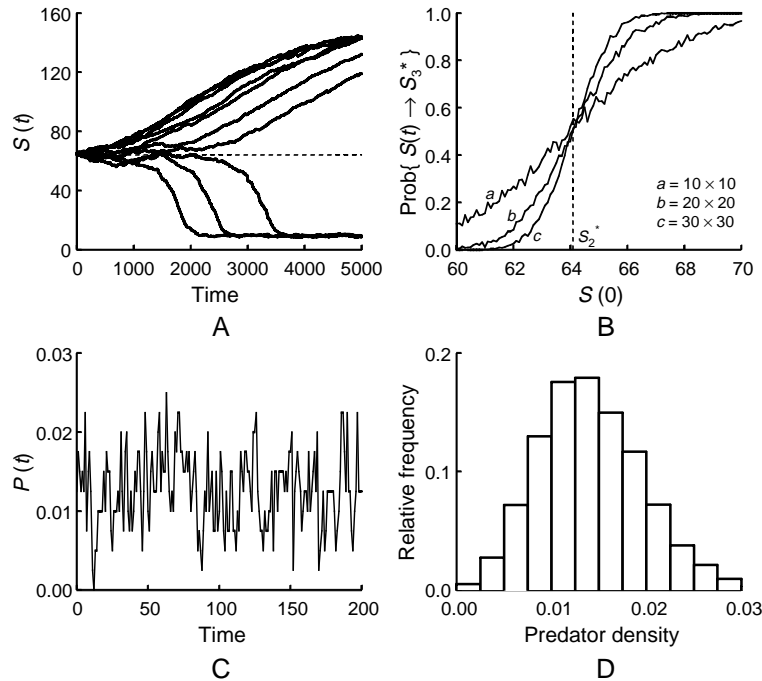 160
120
80
40
0
S (t)
0 1000 2000 3000 4000 5000
Time
A
1.0
0.8
0.6
0.4
0.2
0.0
Prob{ S(t) → S₃* }
a
b
c
S₂*
a = 10 × 10
b = 20 × 20
c = 30 × 30
60 62 64 66 68 70
S (0)
B
0.03
0.02
0.01
0.00
P (t)
0 50 100 150 200
Time
C
0.2
0.1
0.0
Relative frequency
0.00 0.01 0.02 0.03
Predator density
D